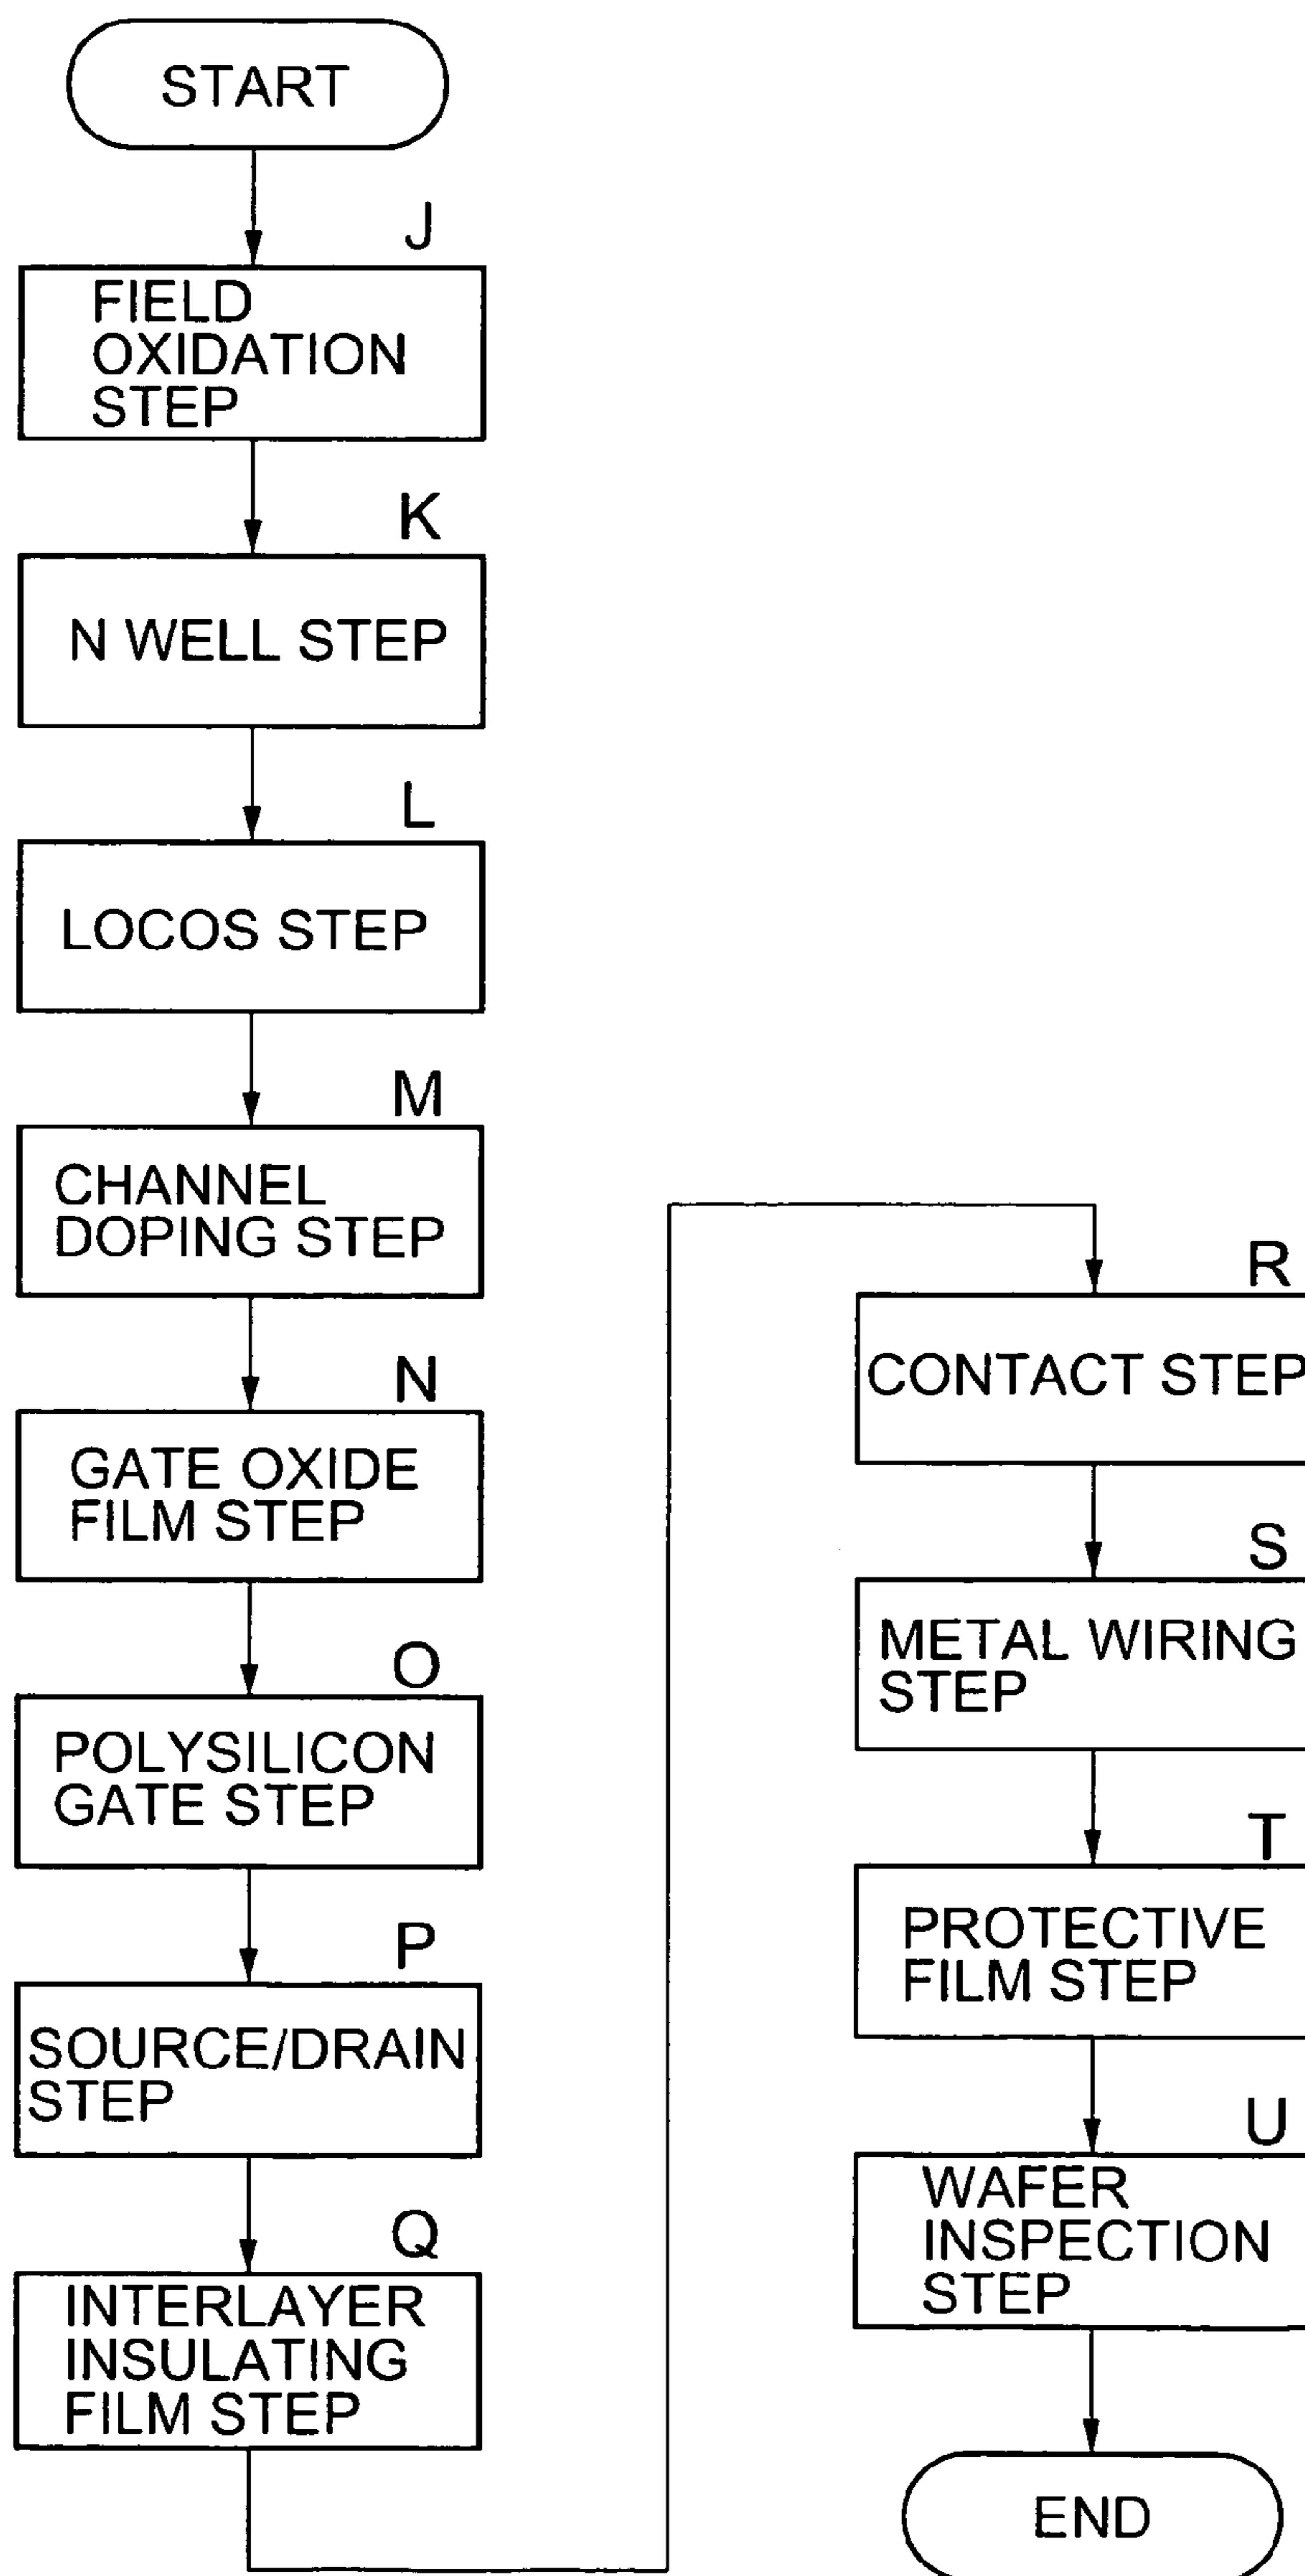 START
J
FIELD
OXIDATION
STEP
K
N WELL STEP
L
LOCOS STEP
M
CHANNEL
DOPING STEP
N
GATE OXIDE
FILM STEP
O
POLYSILICON
GATE STEP
P
SOURCE/DRAIN
STEP
Q
INTERLAYER
INSULATING
FILM STEP
R
CONTACT STEP
S
METAL WIRING
STEP
T
PROTECTIVE
FILM STEP
U
WAFER
INSPECTION
STEP
END